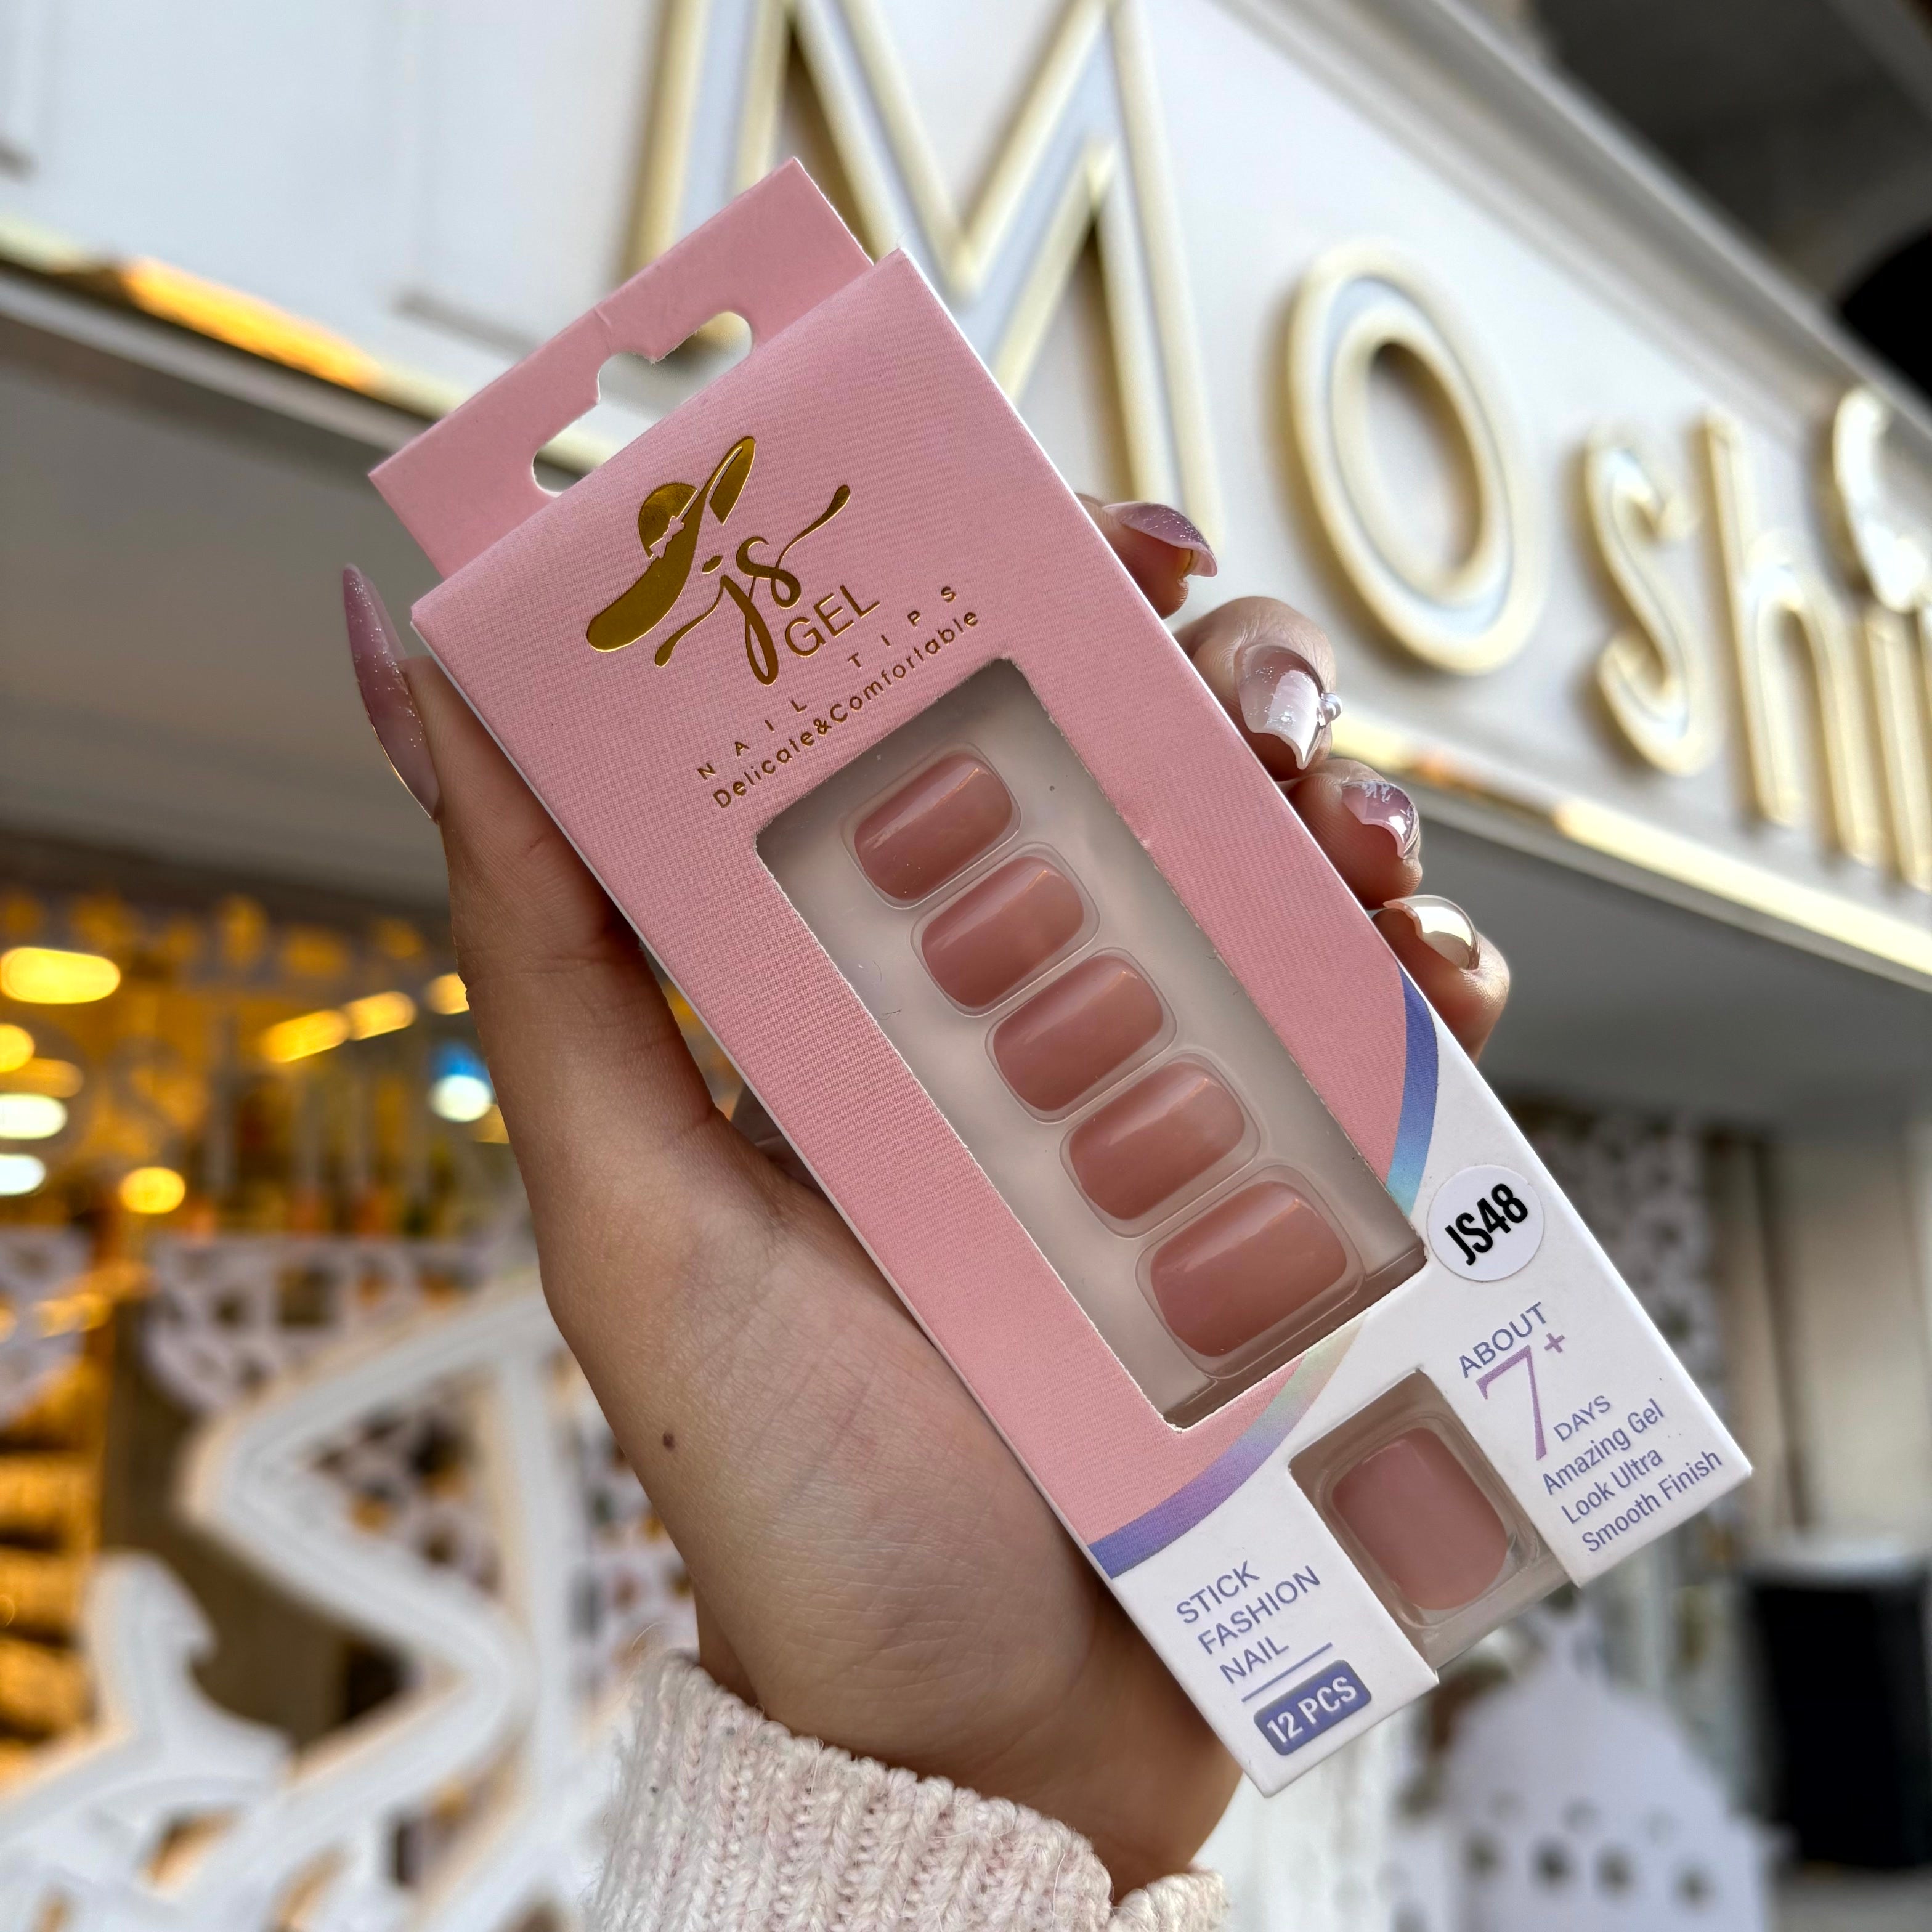 Moshi
js
GEL
NAIL TIPS
Delicate&Comfortable
JS48
ABOUT
7+
DAYS
Amazing Gel
Look Ultra
Smooth Finish
STICK
FASHION
NAIL
12 PCS